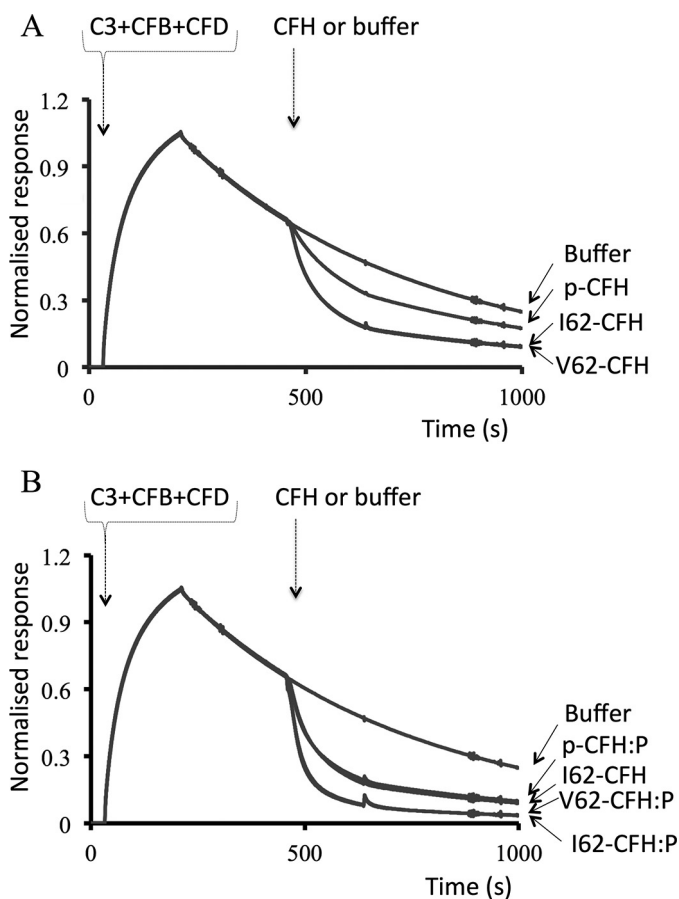 A
C3+CFB+CFD
CFH or buffer
Normalised response
1.2
0.9
0.6
0.3
0
0
500
1000
Time (s)
Buffer
p-CFH
I62-CFH
V62-CFH
B
C3+CFB+CFD
CFH or buffer
Normalised response
1.2
0.9
0.6
0.3
0
0
500
1000
Time (s)
Buffer
p-CFH:P
I62-CFH
V62-CFH:P
I62-CFH:P